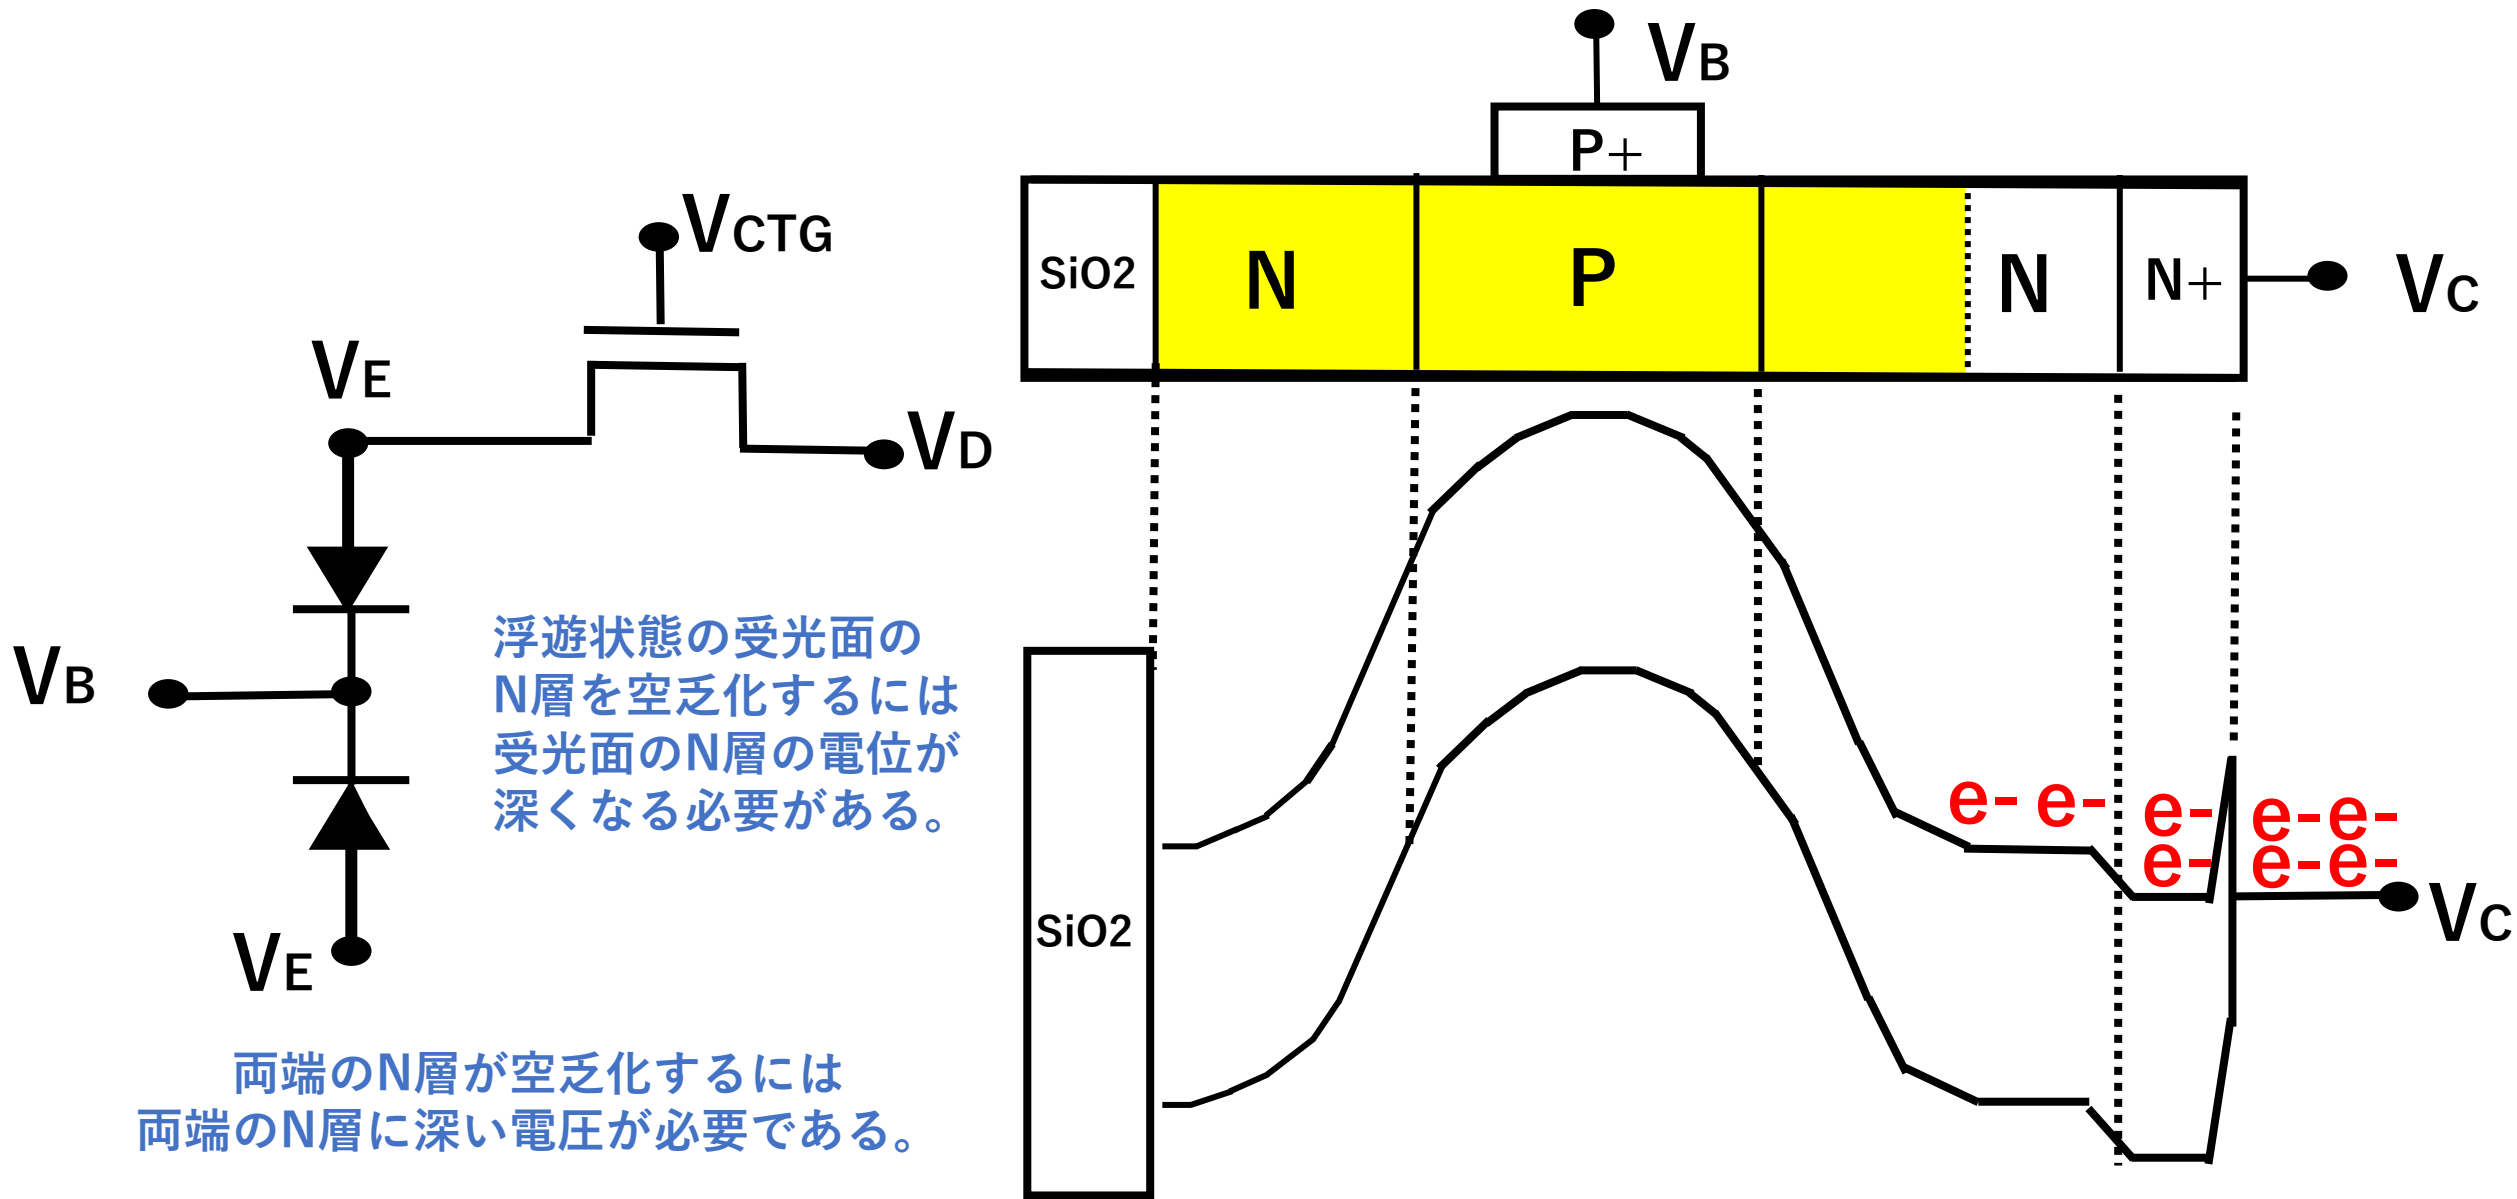 VB
P+
SiO2
N
P
N
N+
VC
VCTG
VE
VD
VB
VE
浮遊状態の受光面の
N層を空乏化するには
受光面のN層の電位が
深くなる必要がある。
両端のN層が空乏化するには
両端のN層に深い電圧が必要である。
SiO2
e- e- e- e- e-
e- e- e-
VC